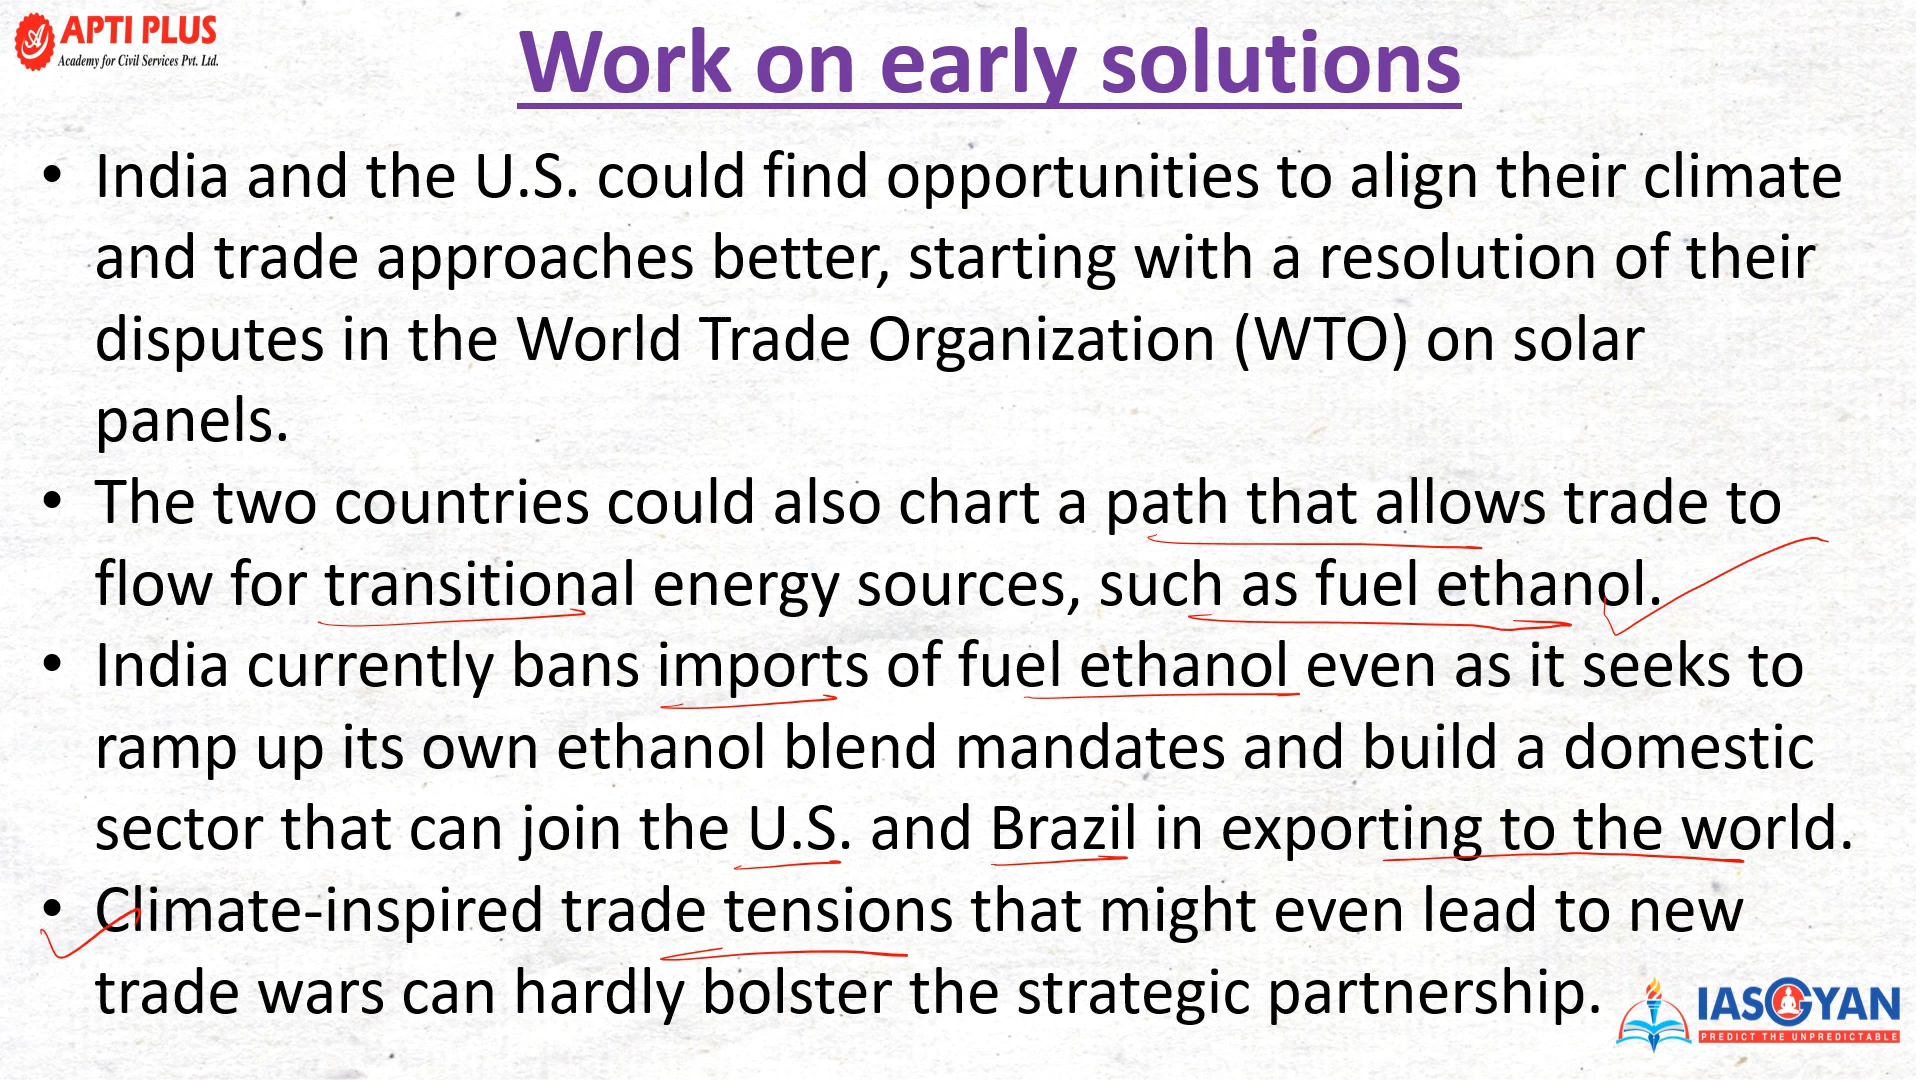 APTI PLUS
Academy for Civil Services Pvt. Ltd.
Work on early solutions
• India and the U.S. could find opportunities to align their climate
and trade approaches better, starting with a resolution of their
disputes in the World Trade Organization (WTO) on solar
panels.
• The two countries could also chart a path that allows trade to
flow for transitional energy sources, such as fuel ethanol.
• India currently bans imports of fuel ethanol even as it seeks to
ramp up its own ethanol blend mandates and build a domestic
sector that can join the U.S. and Brazil in exporting to the world.
• Climate-inspired trade tensions that might even lead to new
trade wars can hardly bolster the strategic partnership.
IASGYAN
PREDICT THE UNPREDICTABLE